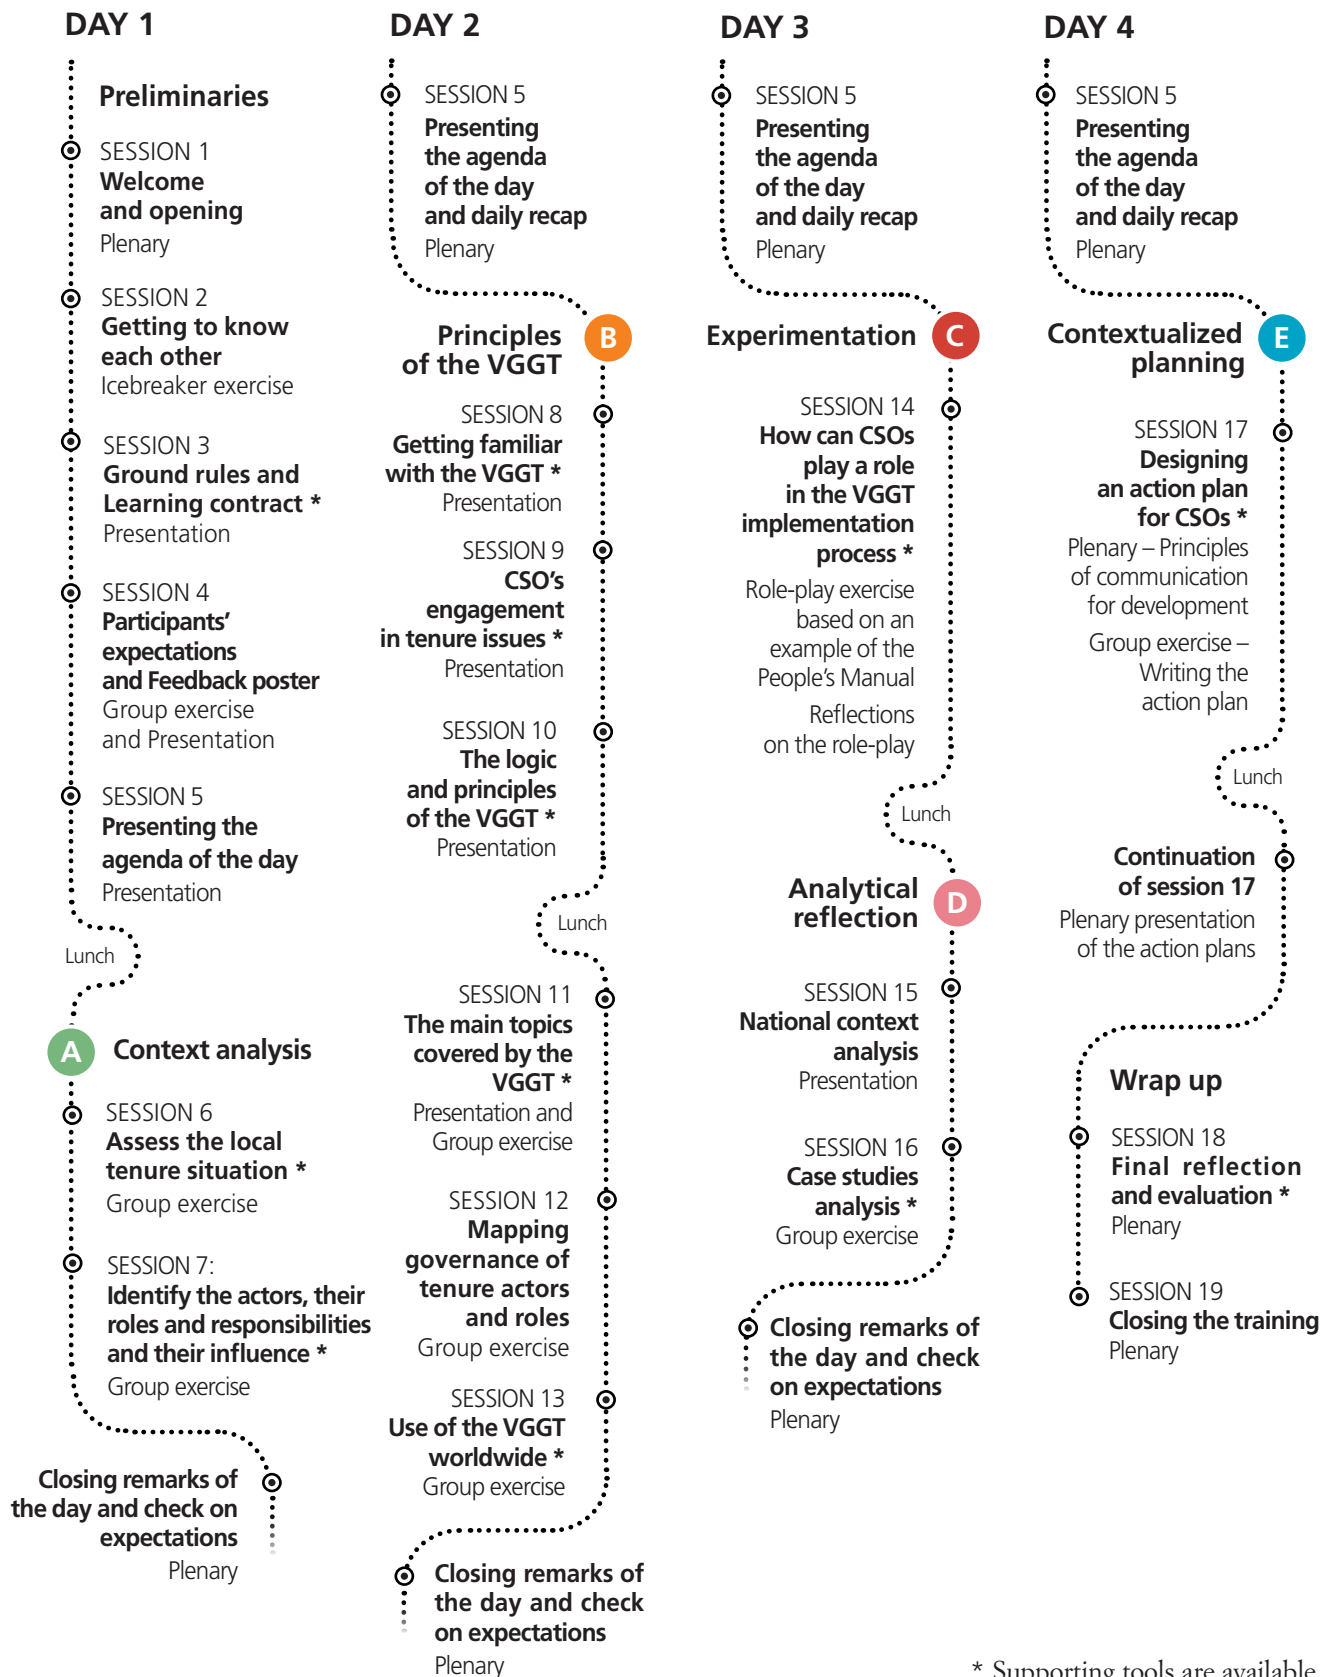 DAY 1
Preliminaries
SESSION 1
Welcome
and opening
Plenary
SESSION 2
Getting to know
each other
Icebreaker exercise
SESSION 3
Ground rules and
Learning contract *
Presentation
SESSION 4
Participants'
expectations
and Feedback poster
Group exercise
and Presentation
SESSION 5
Presenting the
agenda of the day
Presentation
Lunch
A
Context analysis
SESSION 6
Assess the local
tenure situation *
Group exercise
SESSION 7:
Identify the actors, their
roles and responsibilities
and their influence *
Group exercise
Closing remarks of
the day and check on
expectations
Plenary
DAY 2
SESSION 5
Presenting
the agenda
of the day
and daily recap
Plenary
Principles
of the VGGT
B
SESSION 8
Getting familiar
with the VGGT *
Presentation
SESSION 9
CSO's
engagement
in tenure issues *
Presentation
SESSION 10
The logic
and principles
of the VGGT *
Presentation
Lunch
SESSION 11
The main topics
covered by the
VGGT *
Presentation and
Group exercise
SESSION 12
Mapping
governance of
tenure actors
and roles
Group exercise
SESSION 13
Use of the VGGT
worldwide *
Group exercise
Closing remarks of
the day and check
on expectations
Plenary
DAY 3
SESSION 5
Presenting
the agenda
of the day
and daily recap
Plenary
Experimentation
C
SESSION 14
How can CSOs
play a role
in the VGGT
implementation
process *
Role-play exercise
based on an
example of the
People's Manual
Reflections
on the role-play
Lunch
Analytical
reflection
D
SESSION 15
National context
analysis
Presentation
SESSION 16
Case studies
analysis *
Group exercise
Closing remarks of
the day and check
on expectations
Plenary
DAY 4
SESSION 5
Presenting
the agenda
of the day
and daily recap
Plenary
Contextualized
planning
E
SESSION 17
Designing
an action plan
for CSOs *
Plenary – Principles
of communication
for development
Group exercise –
Writing the
action plan
Lunch
Continuation
of session 17
Plenary presentation
of the action plans
Wrap up
SESSION 18
Final reflection
and evaluation *
Plenary
SESSION 19
Closing the training
Plenary
* Supporting tools are available